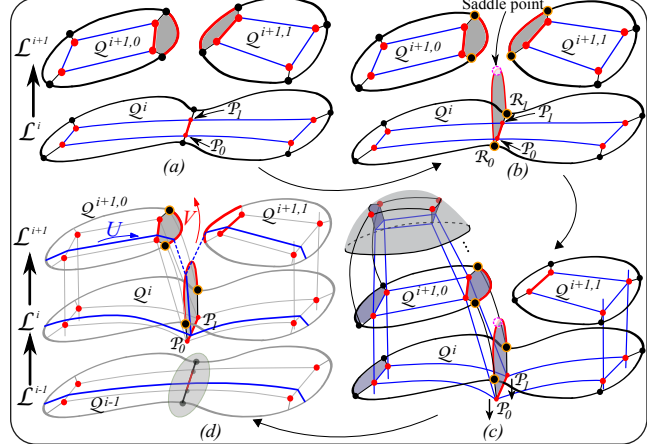 Saddle point
ℒ^{i+1}
𝒬^{i+1,0}
𝒬^{i+1,1}
𝒬^{i+1,0}
𝒬^{i+1,1}
ℒ^i
𝒬^i
𝒫_1
𝒫_0
(a)
𝒬^i
ℛ_1
𝒫_1
ℛ_0
𝒫_0
(b)
𝒬^{i+1,0}
ℒ^{i+1}
U
V
𝒬^{i+1,1}
ℒ^i
𝒬^i
𝒫_1
𝒫_0
ℒ^{i-1}
𝒬^{i-1}
(d)
𝒬^{i+1,0}
𝒬^{i+1,1}
𝒬^i
𝒫_1
𝒫_0
(c)